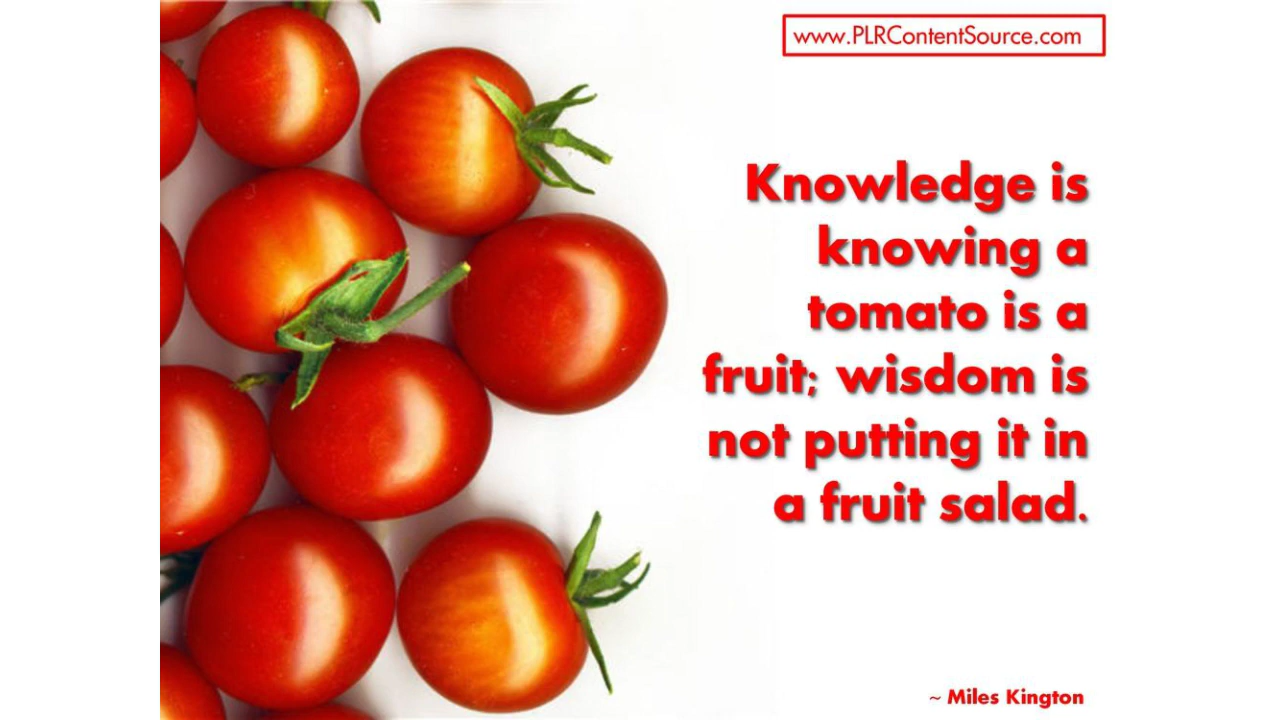 www.PLRContentSource.com
Knowledge is
knowing a
tomato is a
fruit; wisdom is
not putting it in
a fruit salad.
~ Miles Kington